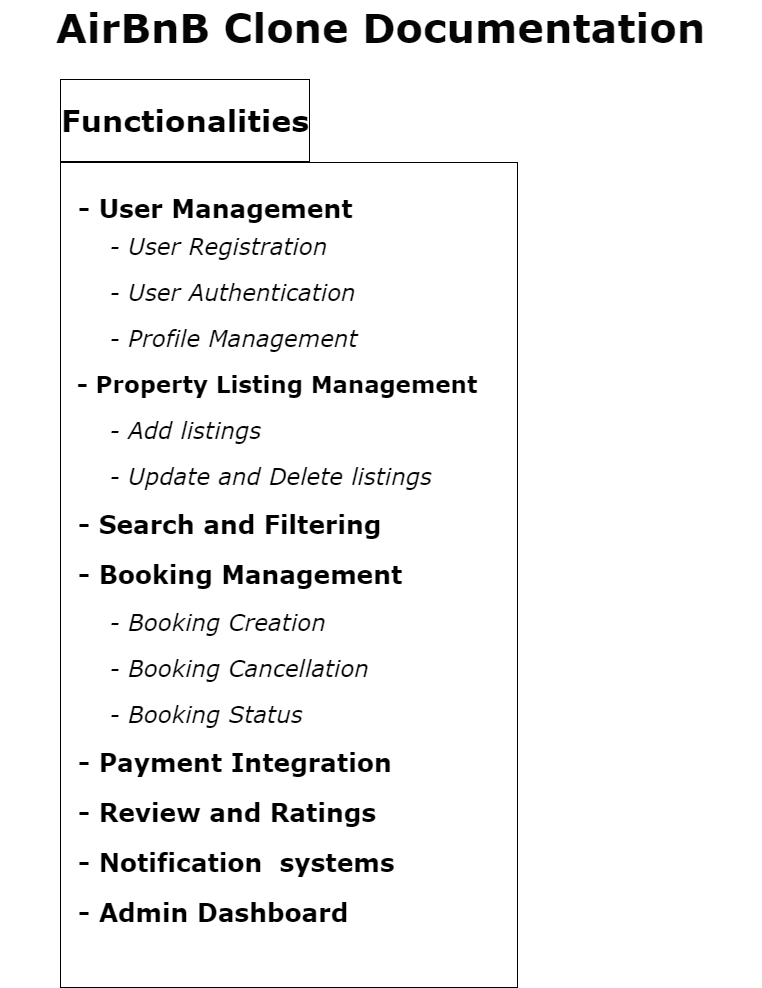 AirBnB Clone Documentation
Functionalities
- User Management
- User Registration
- User Authentication
- Profile Management
- Property Listing Management
- Add listings
- Update and Delete listings
- Search and Filtering
- Booking Management
- Booking Creation
- Booking Cancellation
- Booking Status
- Payment Integration
- Review and Ratings
- Notification  systems
- Admin Dashboard